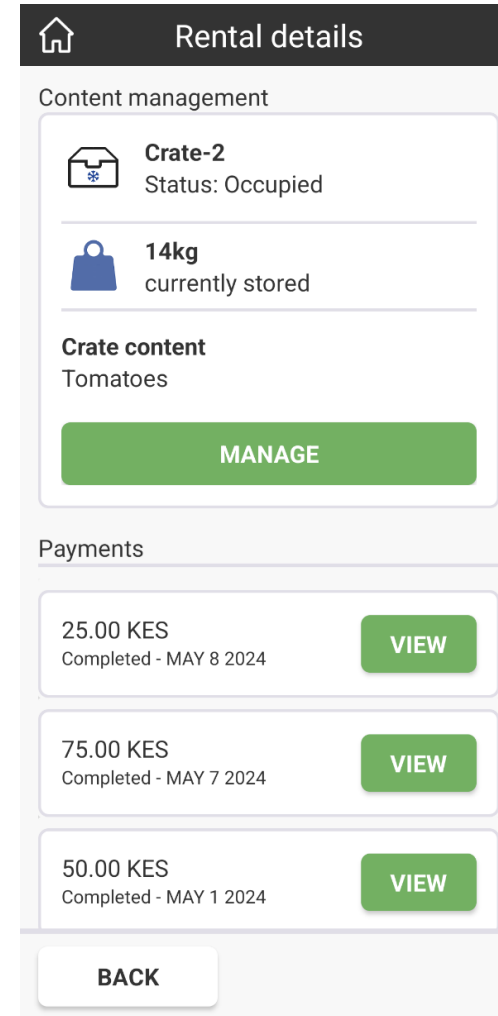 Rental details
Content management
Crate-2
Status: Occupied
14kg
currently stored
Crate content
Tomatoes
MANAGE
Payments
25.00 KES
Completed - MAY 8 2024
VIEW
75.00 KES
Completed - MAY 7 2024
VIEW
50.00 KES
Completed - MAY 1 2024
VIEW
BACK